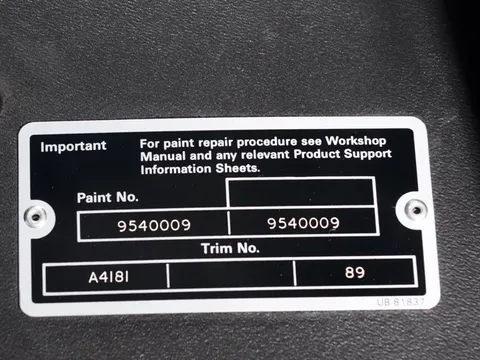 Important
For paint repair procedure see Workshop
Manual and any relevant Product Support
Information Sheets.
Paint No.
9540009 9540009
Trim No.
A4181 89
UB 81837